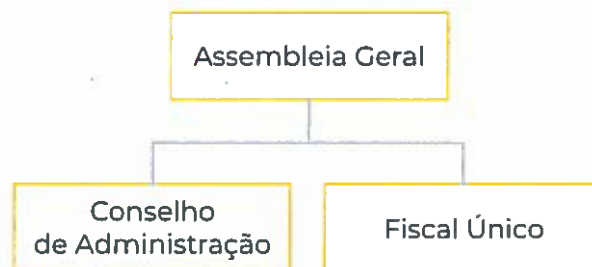 Assembleia Geral
Conselho
de Administração
Fiscal Único